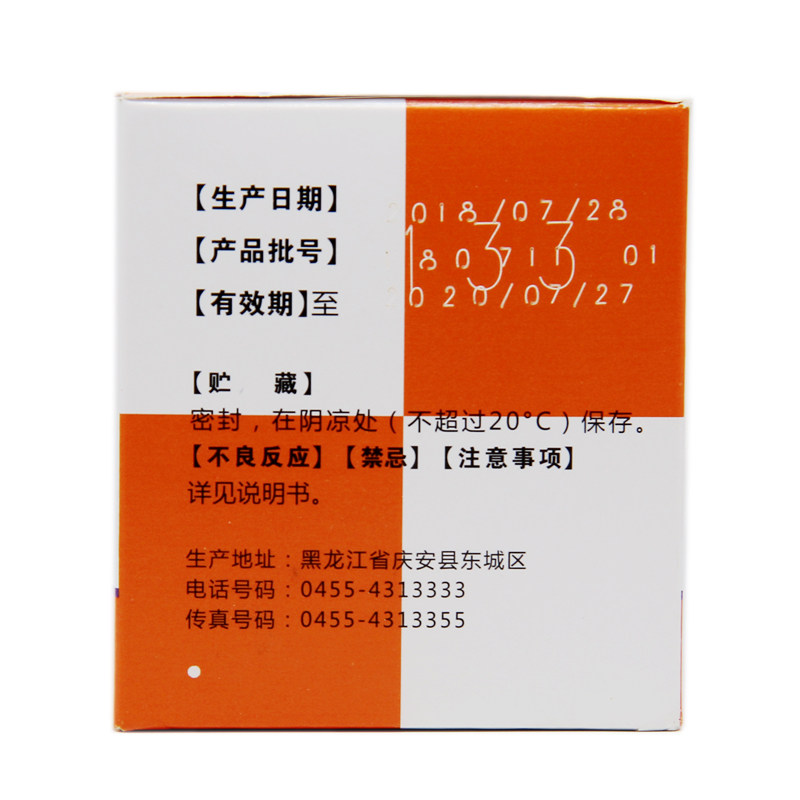 【生产日期】 018/07/28
【产品批号】 01
【有效期】至 020/07/27
【贮 藏】
密封，在阴凉处（不超过20°C）保存。
【不良反应】【禁忌】【注意事项】
详见说明书。
生产地址：黑龙江省庆安县东城区
电话号码：0455-4313333
传真号码：0455-4313355